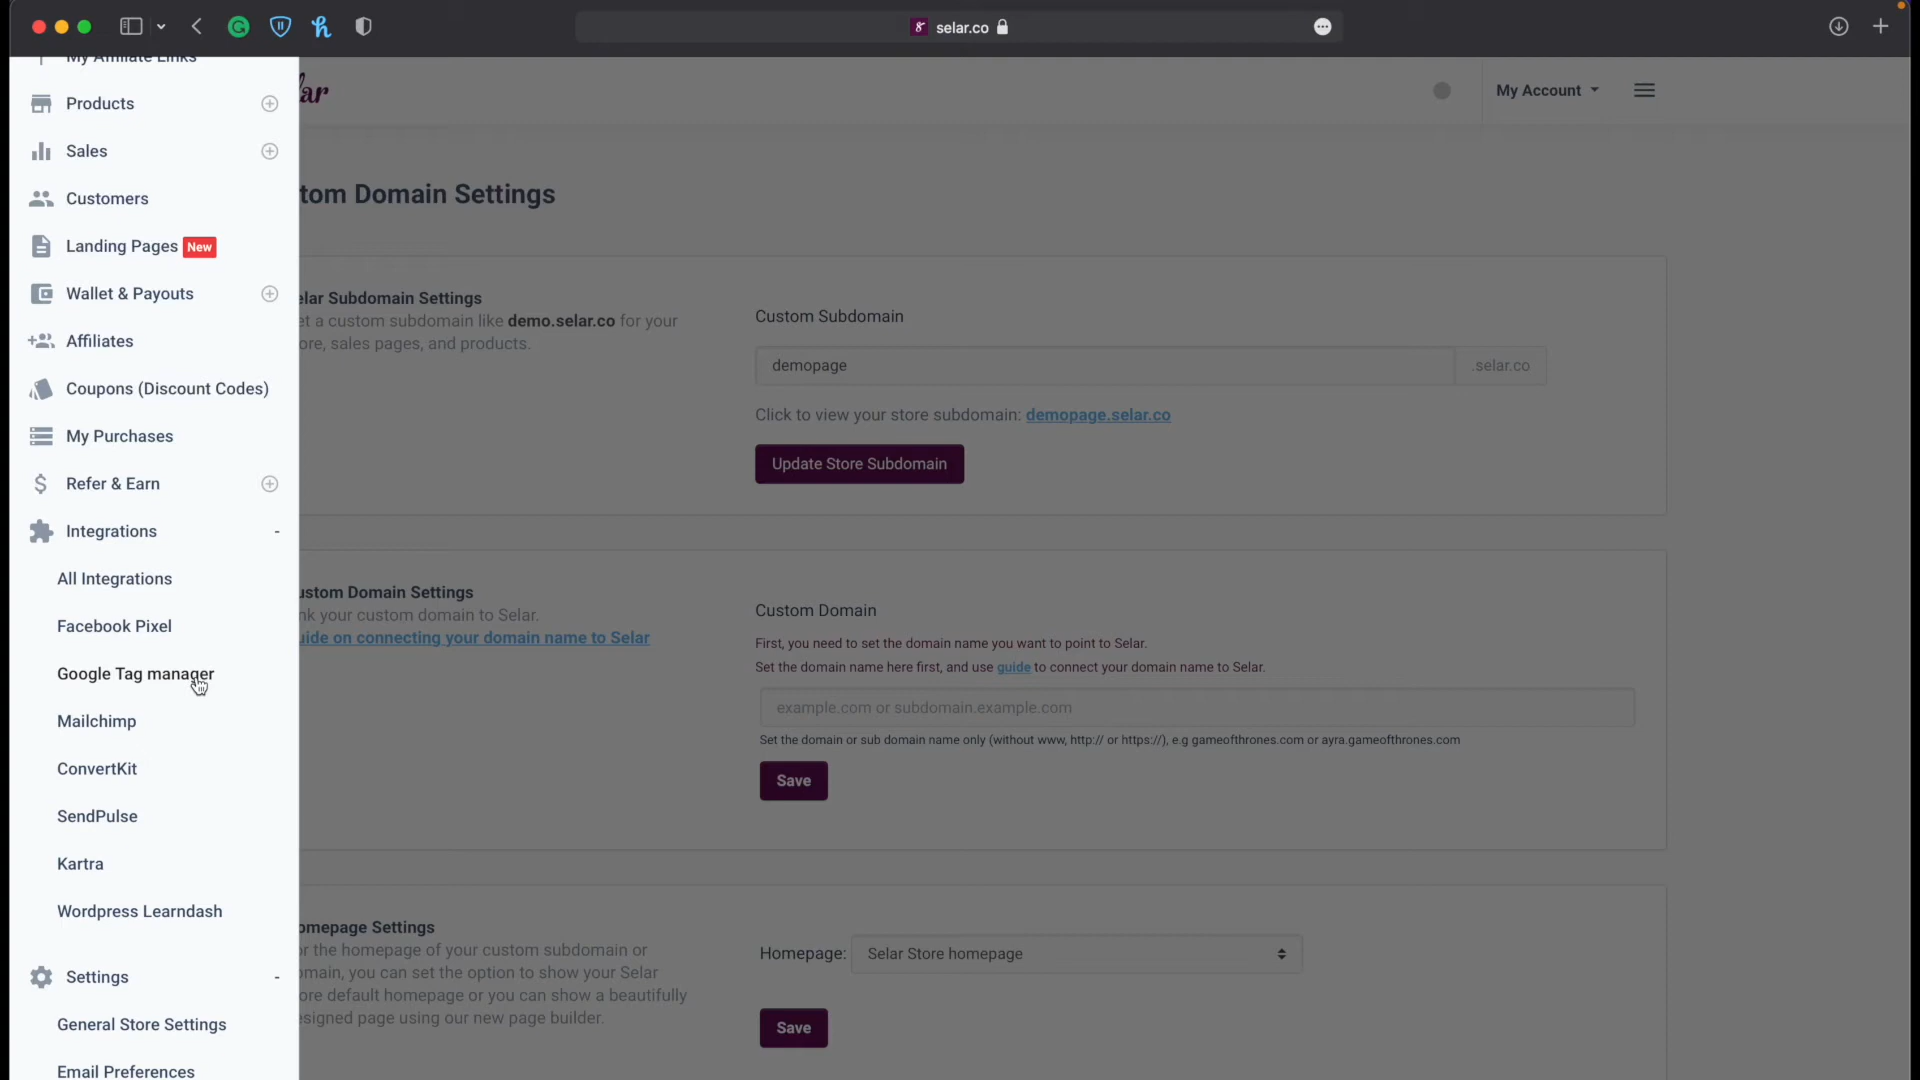 selar.co
My Affiliate Links
Products
Sales
Customers
Landing Pages New
Wallet & Payouts
Affiliates
Coupons (Discount Codes)
My Purchases
Refer & Earn
Integrations -
All Integrations
Facebook Pixel
Google Tag manager
Mailchimp
ConvertKit
SendPulse
Kartra
Wordpress Learndash
Settings -
General Store Settings
Email Preferences
lar
My Account
tom Domain Settings
elar Subdomain Settings
et a custom subdomain like demo.selar.co for your
ore, sales pages, and products.
Custom Subdomain
demopage .selar.co
Click to view your store subdomain: demopage.selar.co
Update Store Subdomain
ustom Domain Settings
nk your custom domain to Selar.
uide on connecting your domain name to Selar
Custom Domain
First, you need to set the domain name you want to point to Selar.
Set the domain name here first, and use guide to connect your domain name to Selar.
example.com or subdomain.example.com
Set the domain or sub domain name only (without www, http:// or https://), e.g gameofthrones.com or ayra.gameofthrones.com
Save
omepage Settings
or the homepage of your custom subdomain or
omain, you can set the option to show your Selar
ore default homepage or you can show a beautifully
esigned page using our new page builder.
Homepage: Selar Store homepage
Save